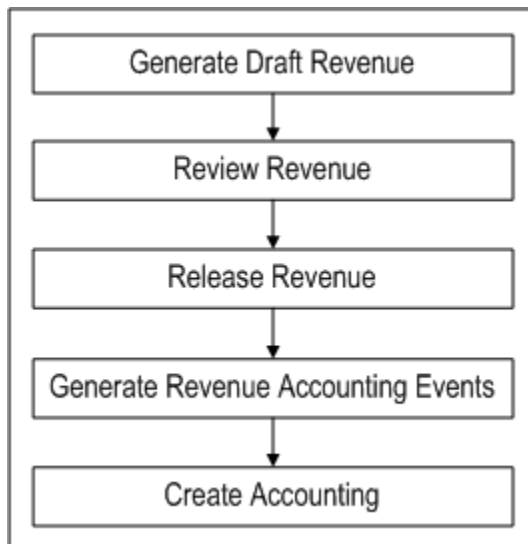 Generate Draft Revenue
Review Revenue
Release Revenue
Generate Revenue Accounting Events
Create Accounting